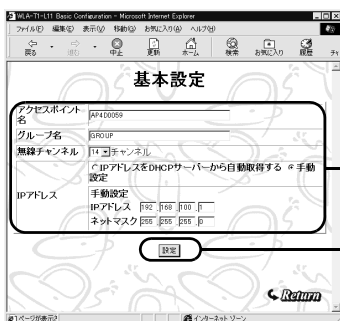 WLA-T1-L11 Basic Configuration - Microsoft Internet Explorer
ファイル(F) 編集(E) 表示(V) 移動(G) お気に入り(A) ヘルプ(H)
戻る 進む 中止 更新 ホーム 検索 お気に入り 履歴 チャ
基本設定
アクセスポイント名 AP4D0059
グループ名 GROUP
無線チャンネル 14 チャンネル
IPアドレス
IPアドレスをDHCPサーバーから自動取得する 手動設定
手動設定
IPアドレス 192 .168 .100 .1
ネットマスク 255 .255 .255 .0
設定
Return
ページが表示
インターネット ゾーン